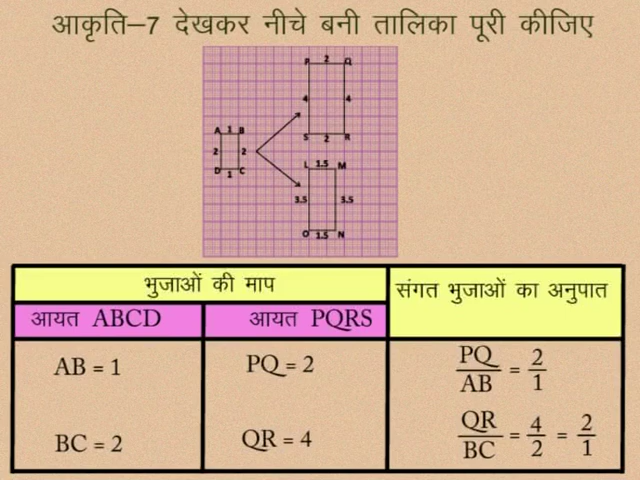 आकृति–7 देखकर नीचे बनी तालिका पूरी कीजिए
P 2 Q
4 4
S 2 R
A 1 B
2 2
D 1 C
L 1.5 M
3.5 3.5
O 1.5 N
भुजाओं की माप
संगत भुजाओं का अनुपात
आयत ABCD
आयत PQRS
AB = 1
PQ = 2
PQ/AB = 2/1
BC = 2
QR = 4
QR/BC = 4/2 = 2/1